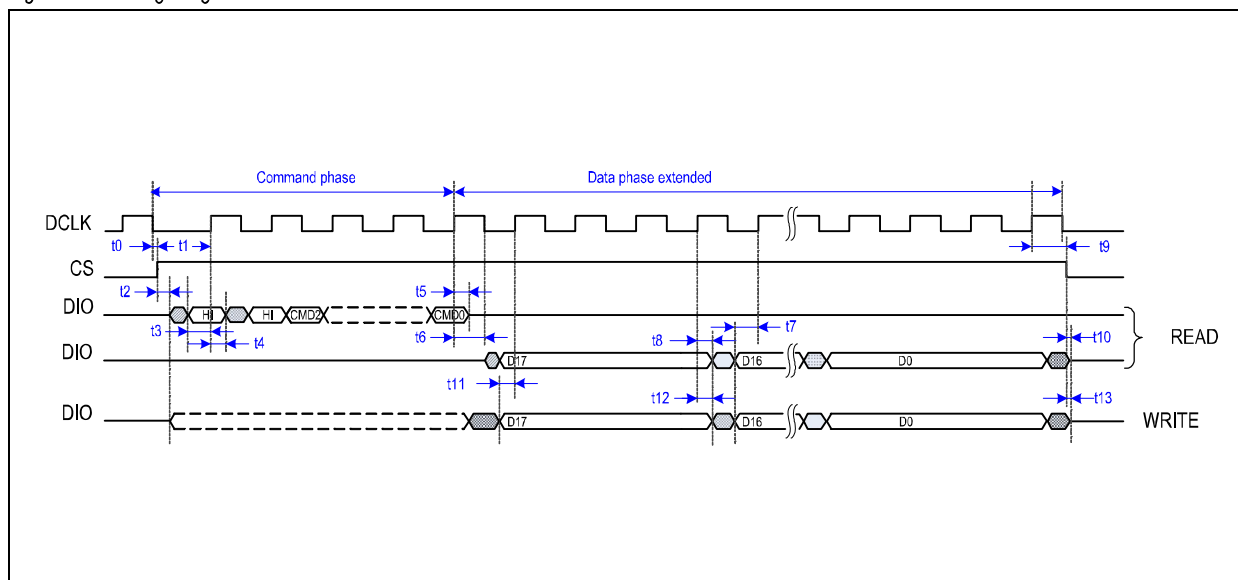 Command phase
Data phase extended
DCLK
t0
t1
t9
CS
t2
t5
DIO
HI
HI
CMD2
CMD0
t3
t4
t6
t8
t7
t10
READ
DIO
D17
D16
D0
t11
t12
t13
DIO
D17
D16
D0
WRITE